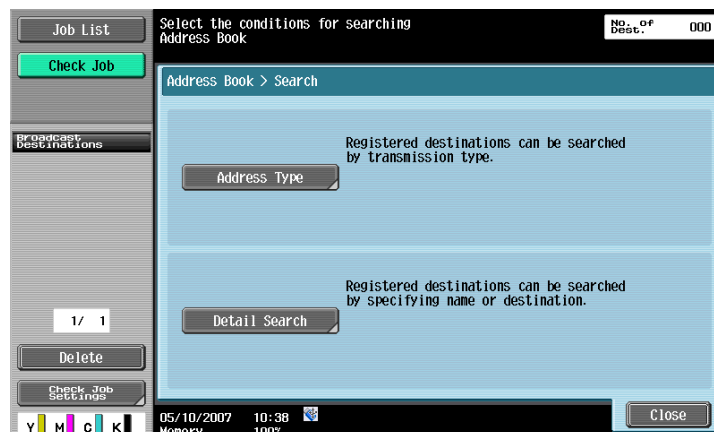 Job List
Check Job
Select the conditions for searching
Address Book
No. of
Dest.
000
Address Book > Search
Broadcast
Destinations
Registered destinations can be searched
by transmission type.
Address Type
Registered destinations can be searched
by specifying name or destination.
Detail Search
1/ 1
Delete
Check Job
Settings
Y M C K
05/10/2007 10:38
Memory 100%
Close